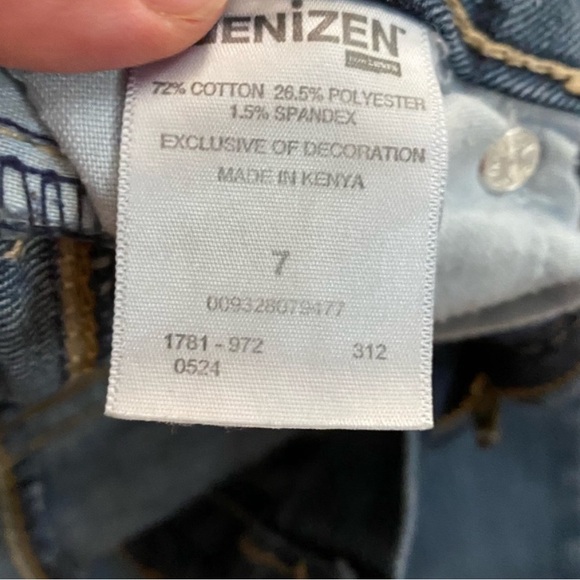 DENiZEN
72% COTTON 26.5% POLYESTER
1.5% SPANDEX
EXCLUSIVE OF DECORATION
MADE IN KENYA
7
009328079477
1781 - 972 312
0524